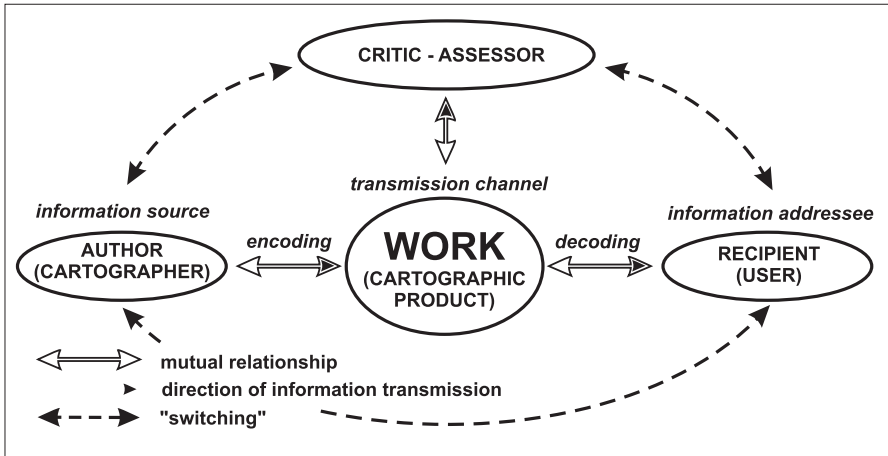 CRITIC - ASSESSOR
transmission channel
information source
information addressee
AUTHOR
(CARTOGRAPHER)
encoding
WORK
(CARTOGRAPHIC
PRODUCT)
decoding
RECIPIENT
(USER)
mutual relationship
direction of information transmission
"switching"